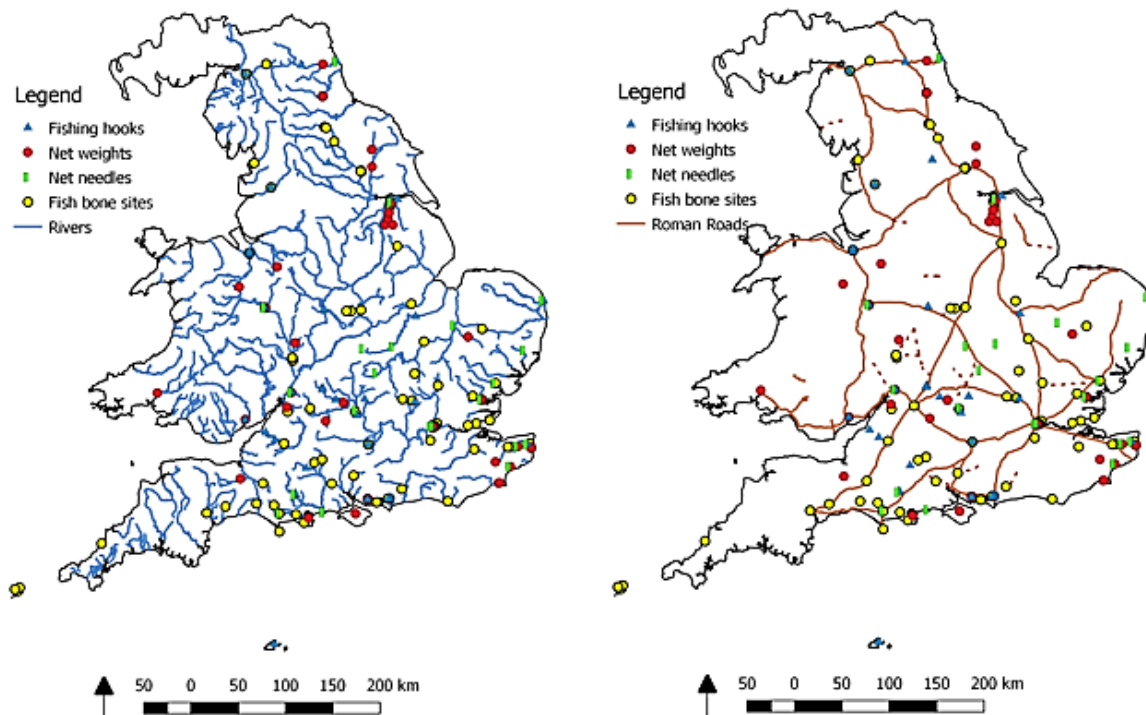 Legend
Fishing hooks
Net weights
Net needles
Fish bone sites
Rivers
50 0 50 100 150 200 km
Legend
Fishing hooks
Net weights
Net needles
Fish bone sites
Roman Roads
50 0 50 100 150 200 km